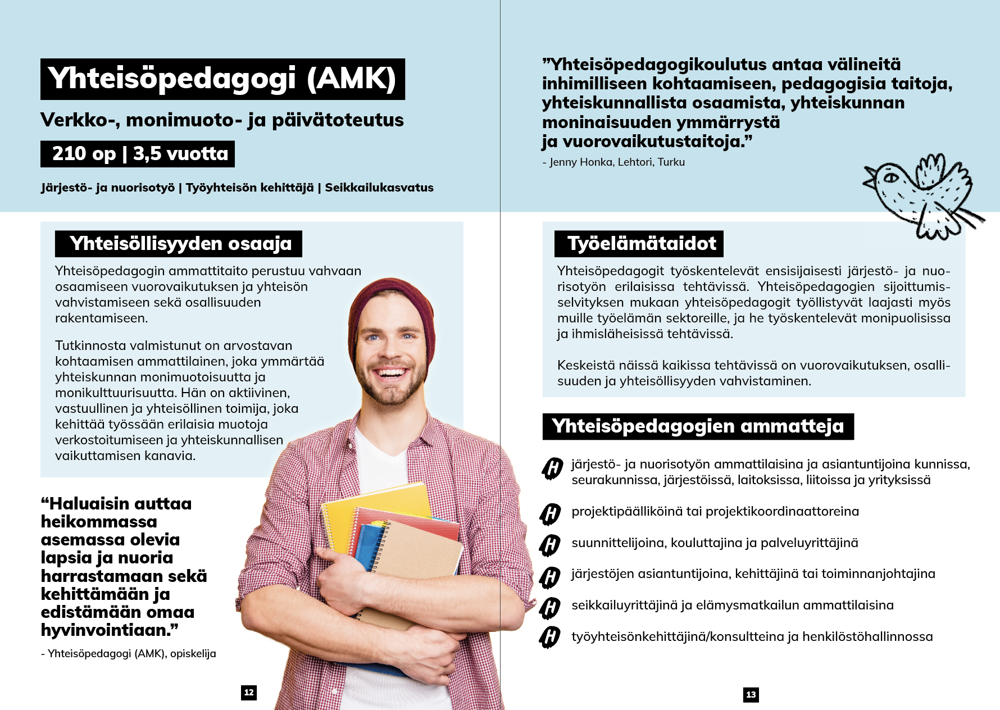 Yhteisöpedagogi (AMK)
Verkko-, monimuoto- ja päivätoteutus
210 op | 3,5 vuotta
Järjestö- ja nuorisotyö | Työyhteisön kehittäjä | Seikkailukasvatus
Yhteisöllisyyden osaaja
Yhteisöpedagogin ammattitaito perustuu vahvaan
osaamiseen vuorovaikutuksen ja yhteisön
vahvistamiseen sekä osallisuuden
rakentamiseen.
Tutkinnosta valmistunut on arvostavan
kohtaamisen ammattilainen, joka ymmärtää
yhteiskunnan monimuotoisuutta ja
monikulttuurisuutta. Hän on aktiivinen,
vastuullinen ja yhteisöllinen toimija, joka
kehittää työssään erilaisia muotoja
verkostoitumiseen ja yhteiskunnallisen
vaikuttamisen kanavia.
“Haluaisin auttaa
heikommassa
asemassa olevia
lapsia ja nuoria
harrastamaan sekä
kehittämään ja
edistämään omaa
hyvinvointiaan.”
- Yhteisöpedagogi (AMK), opiskelija
12
”Yhteisöpedagogikoulutus antaa välineitä
inhimilliseen kohtaamiseen, pedagogisia taitoja,
yhteiskunnallista osaamista, yhteiskunnan
moninaisuuden ymmärrystä
ja vuorovaikutustaitoja.”
- Jenny Honka, Lehtori, Turku
Työelämätaidot
Yhteisöpedagogit työskentelevät ensisijaisesti järjestö- ja nuo-
risotyön erilaisissa tehtävissä. Yhteisöpedagogien sijoittumis-
selvityksen mukaan yhteisöpedagogit työllistyvät laajasti myös
muille työelämän sektoreille, ja he työskentelevät monipuolisissa
ja ihmisläheisissä tehtävissä.
Keskeistä näissä kaikissa tehtävissä on vuorovaikutuksen, osalli-
suuden ja yhteisöllisyyden vahvistaminen.
Yhteisöpedagogien ammatteja
H järjestö- ja nuorisotyön ammattilaisina ja asiantuntijoina kunnissa,
seurakunnissa, järjestöissä, laitoksissa, liitoissa ja yrityksissä
H projektipäälliköinä tai projektikoordinaattoreina
H suunnittelijoina, kouluttajina ja palveluyrittäjinä
H järjestöjen asiantuntijoina, kehittäjinä tai toiminnanjohtajina
H seikkailuyrittäjinä ja elämysmatkailun ammattilaisina
H työyhteisönkehittäjinä/konsultteina ja henkilöstöhallinnossa
13